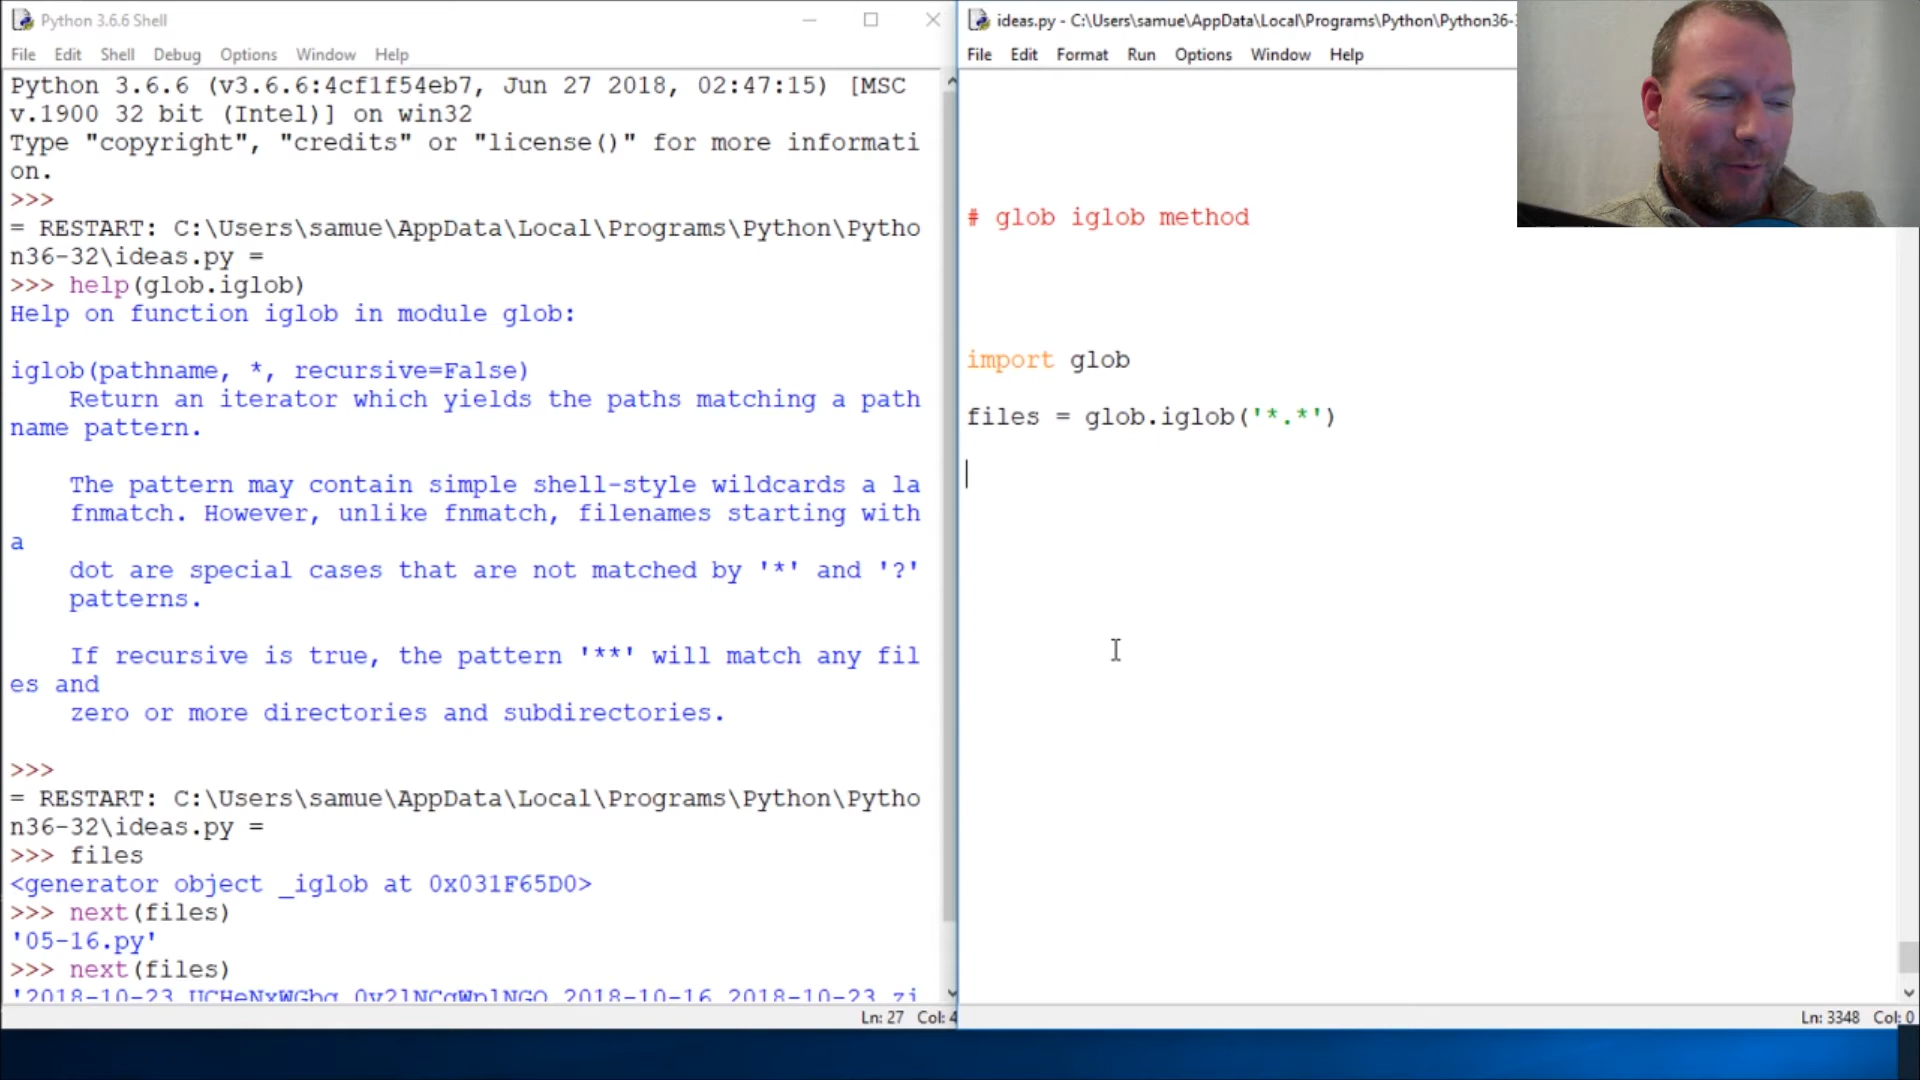 Python 3.6.6 Shell
File Edit Shell Debug Options Window Help
Python 3.6.6 (v3.6.6:4cf1f54eb7, Jun 27 2018, 02:47:15) [MSC
v.1900 32 bit (Intel)] on win32
Type "copyright", "credits" or "license()" for more informati
on.
>>>
= RESTART: C:\Users\samue\AppData\Local\Programs\Python\Pytho
n36-32\ideas.py =
>>> help(glob.iglob)
Help on function iglob in module glob:
iglob(pathname, *, recursive=False)
Return an iterator which yields the paths matching a path
name pattern.
The pattern may contain simple shell-style wildcards a la
fnmatch. However, unlike fnmatch, filenames starting with
a
dot are special cases that are not matched by '*' and '?'
patterns.
If recursive is true, the pattern '**' will match any fil
es and
zero or more directories and subdirectories.
>>>
= RESTART: C:\Users\samue\AppData\Local\Programs\Python\Pytho
n36-32\ideas.py =
>>> files
<generator object _iglob at 0x031F65D0>
>>> next(files)
'05-16.py'
>>> next(files)
2018-10-16 2018-10-23
Ln: 27 Col: 4
ideas.py - C:\Users\samue\AppData\Local\Programs\Python\Python36-
File Edit Format Run Options Window Help
# glob iglob method
import glob
files = glob.iglob('*.*')
Ln: 3348 Col: 0